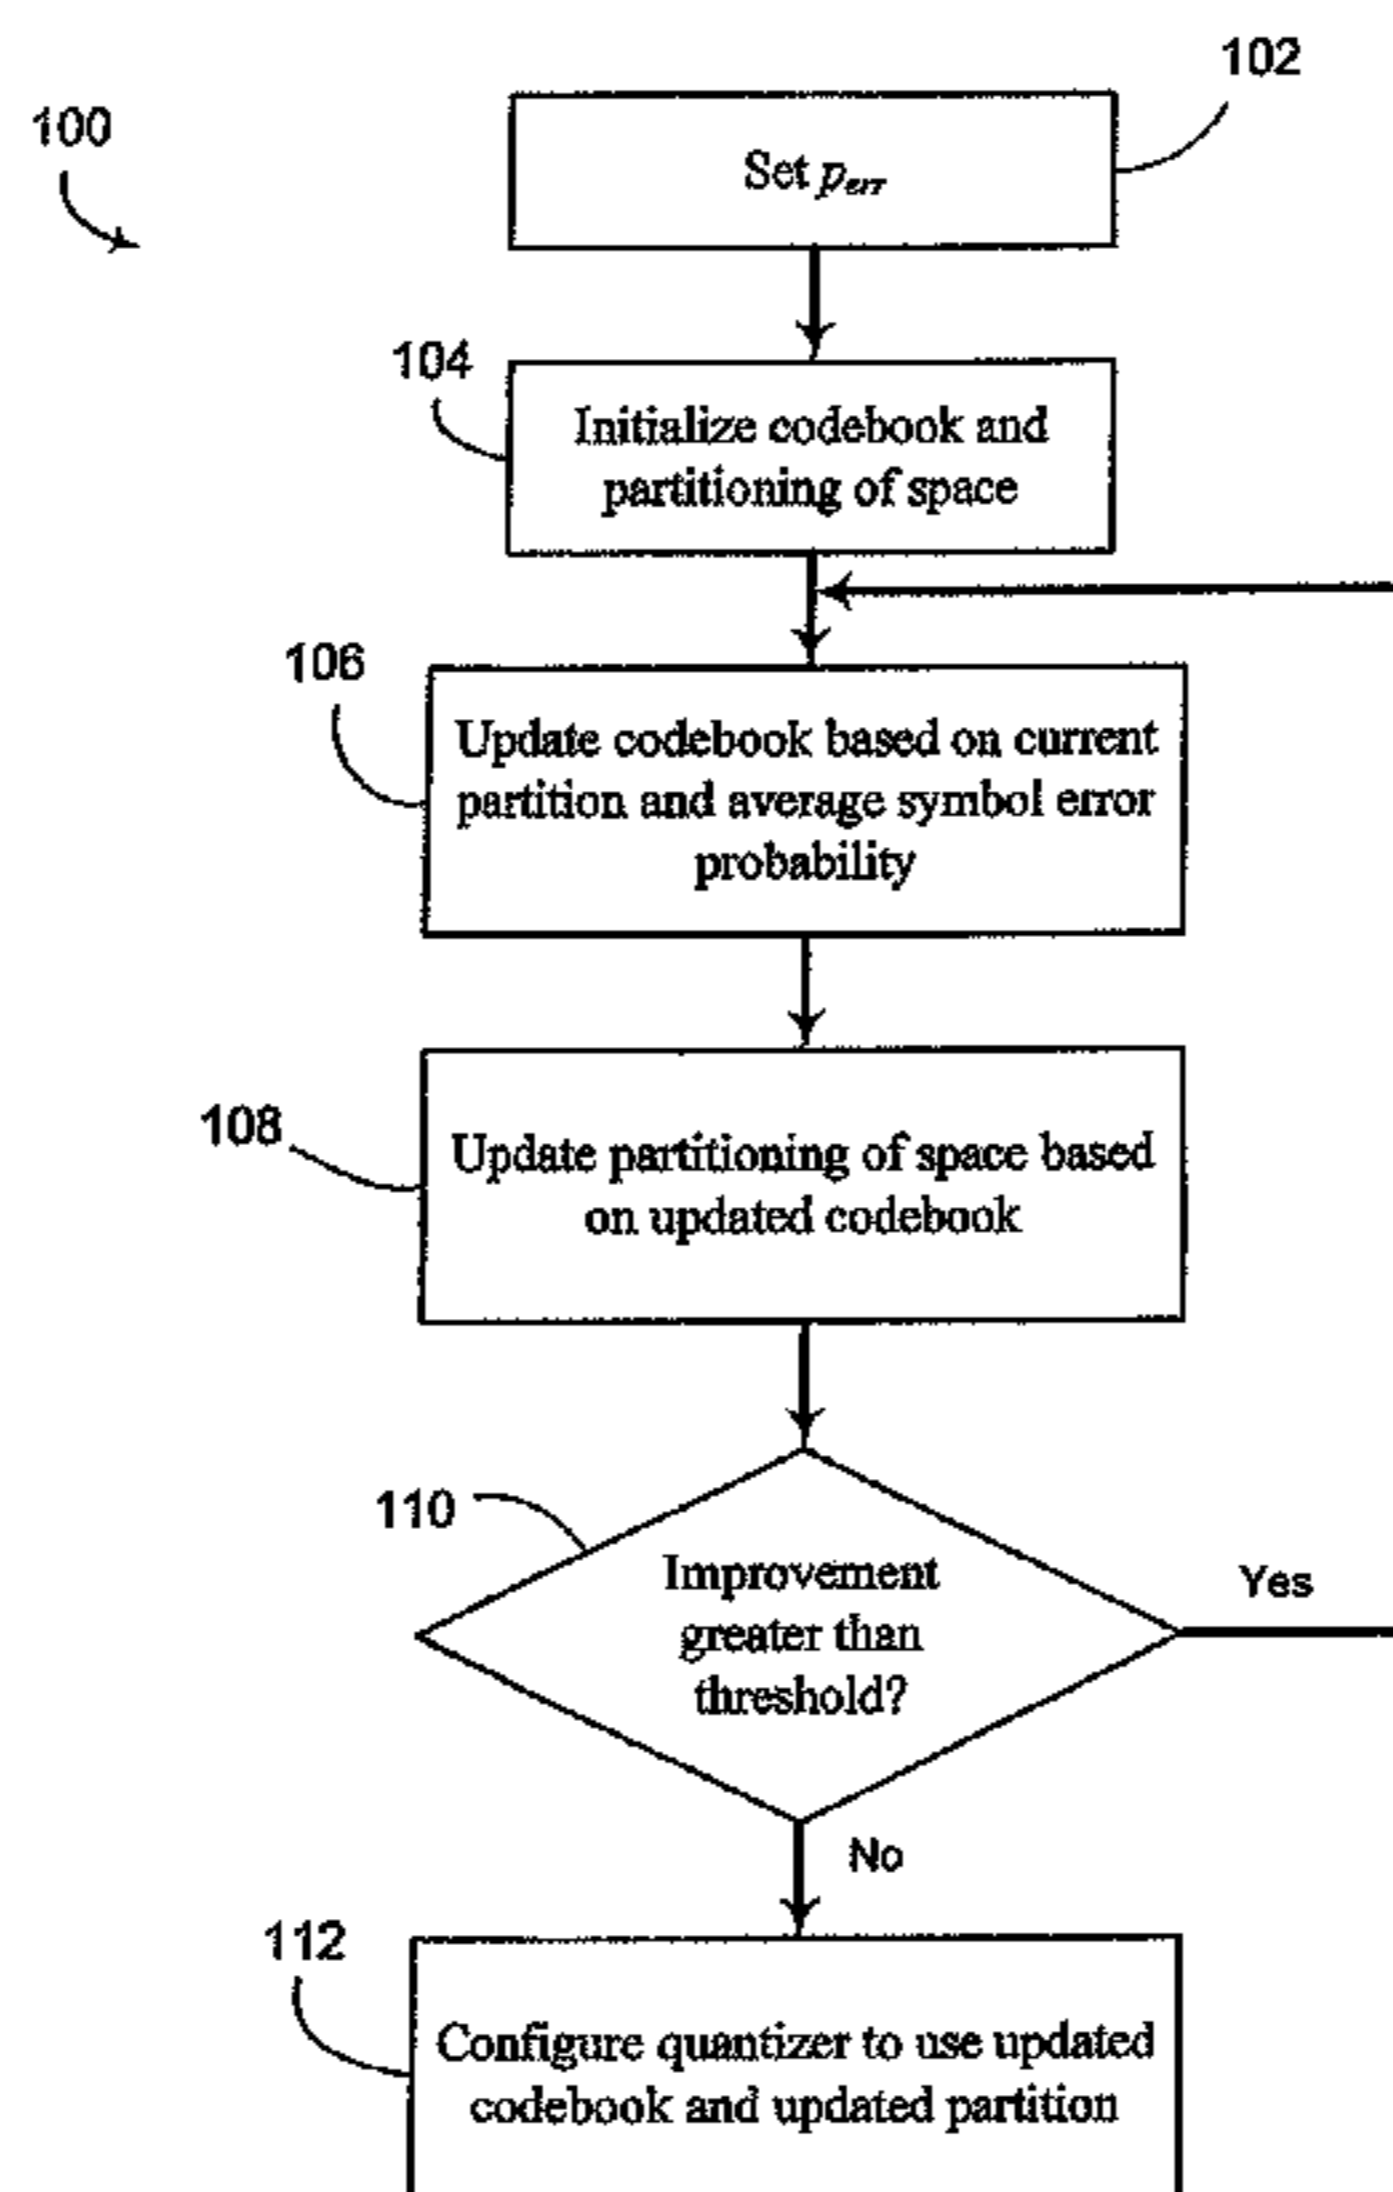 102
100
Set p_err
104
Initialize codebook and
partitioning of space
106
Update codebook based on current
partition and average symbol error
probability
108
Update partitioning of space based
on updated codebook
110
Improvement
greater than
threshold?
Yes
No
112
Configure quantizer to use updated
codebook and updated partition